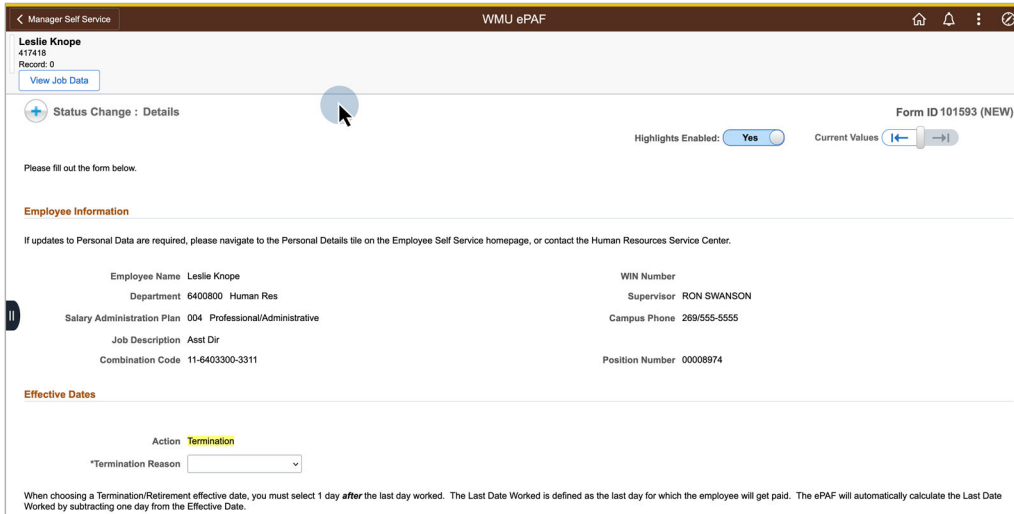 Manager Self Service
WMU ePAF
Leslie Knope
417418
Record: 0
View Job Data
Status Change : Details
Form ID 101593 (NEW)
Highlights Enabled: Yes
Current Values
Please fill out the form below.
Employee Information
If updates to Personal Data are required, please navigate to the Personal Details tile on the Employee Self Service homepage, or contact the Human Resources Service Center.
Employee Name Leslie Knope
WIN Number
Department 6400800 Human Res
Supervisor RON SWANSON
Salary Administration Plan 004 Professional/Administrative
Campus Phone 269/555-5555
Job Description Asst Dir
Combination Code 11-6403300-3311
Position Number 00008974
Effective Dates
Action Termination
*Termination Reason
When choosing a Termination/Retirement effective date, you must select 1 day after the last day worked. The Last Date Worked is defined as the last day for which the employee will get paid. The ePAF will automatically calculate the Last Date
Worked by subtracting one day from the Effective Date.